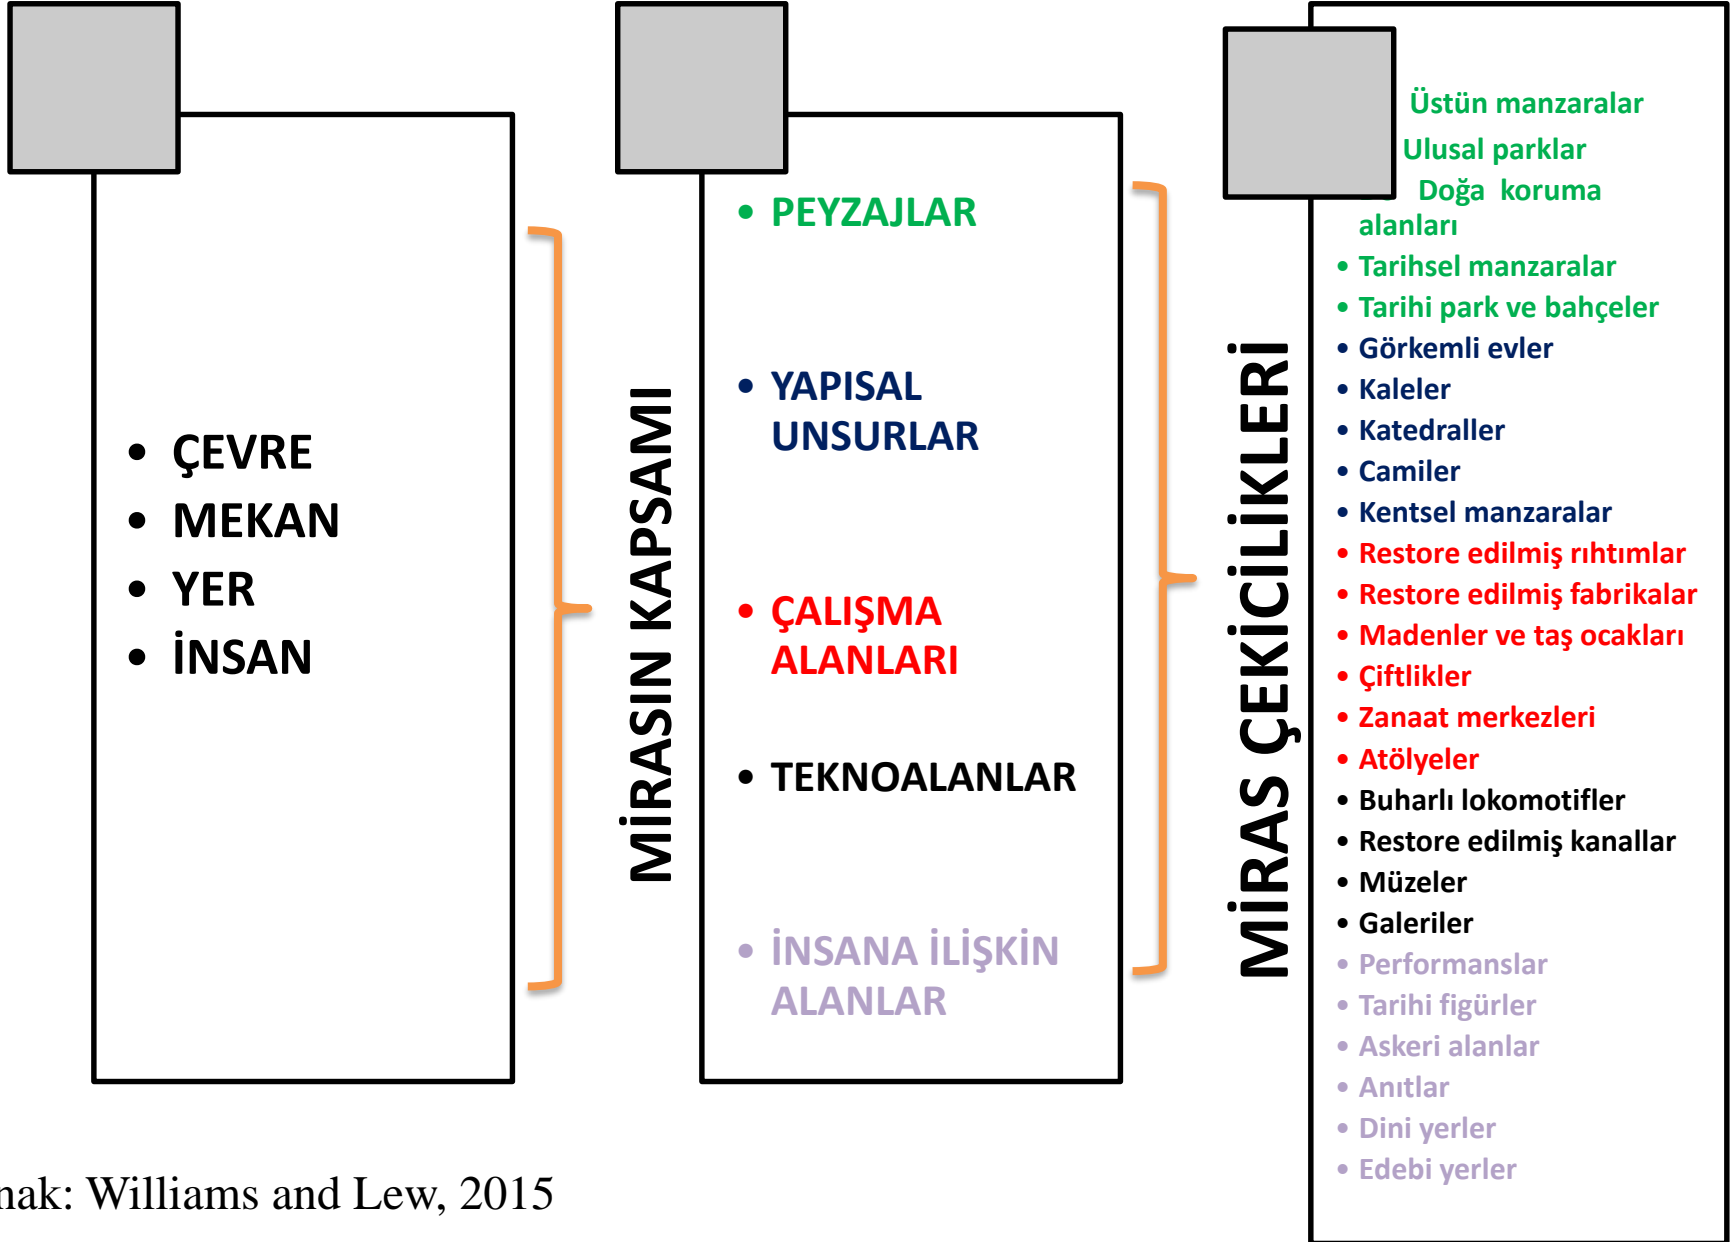 • ÇEVRE
• MEKAN
• YER
• İNSAN
MİRASIN KAPSAMI
• PEYZAJLAR
• YAPISAL
UNSURLAR
• ÇALIŞMA
ALANLARI
• TEKNOALANLAR
• İNSANA İLİŞKİN
ALANLAR
MİRAS ÇEKİCİLİKLERİ
Üstün manzaralar
Ulusal parklar
Doğa koruma
alanları
• Tarihsel manzaralar
• Tarihi park ve bahçeler
• Görkemli evler
• Kaleler
• Katedraller
• Camiler
• Kentsel manzaralar
• Restore edilmiş rıhtımlar
• Restore edilmiş fabrikalar
• Madenler ve taş ocakları
• Çiftlikler
• Zanaat merkezleri
• Atölyeler
• Buharlı lokomotifler
• Restore edilmiş kanallar
• Müzeler
• Galeriler
• Performanslar
• Tarihi figürler
• Askeri alanlar
• Anıtlar
• Dini yerler
• Edebi yerler
nak: Williams and Lew, 2015